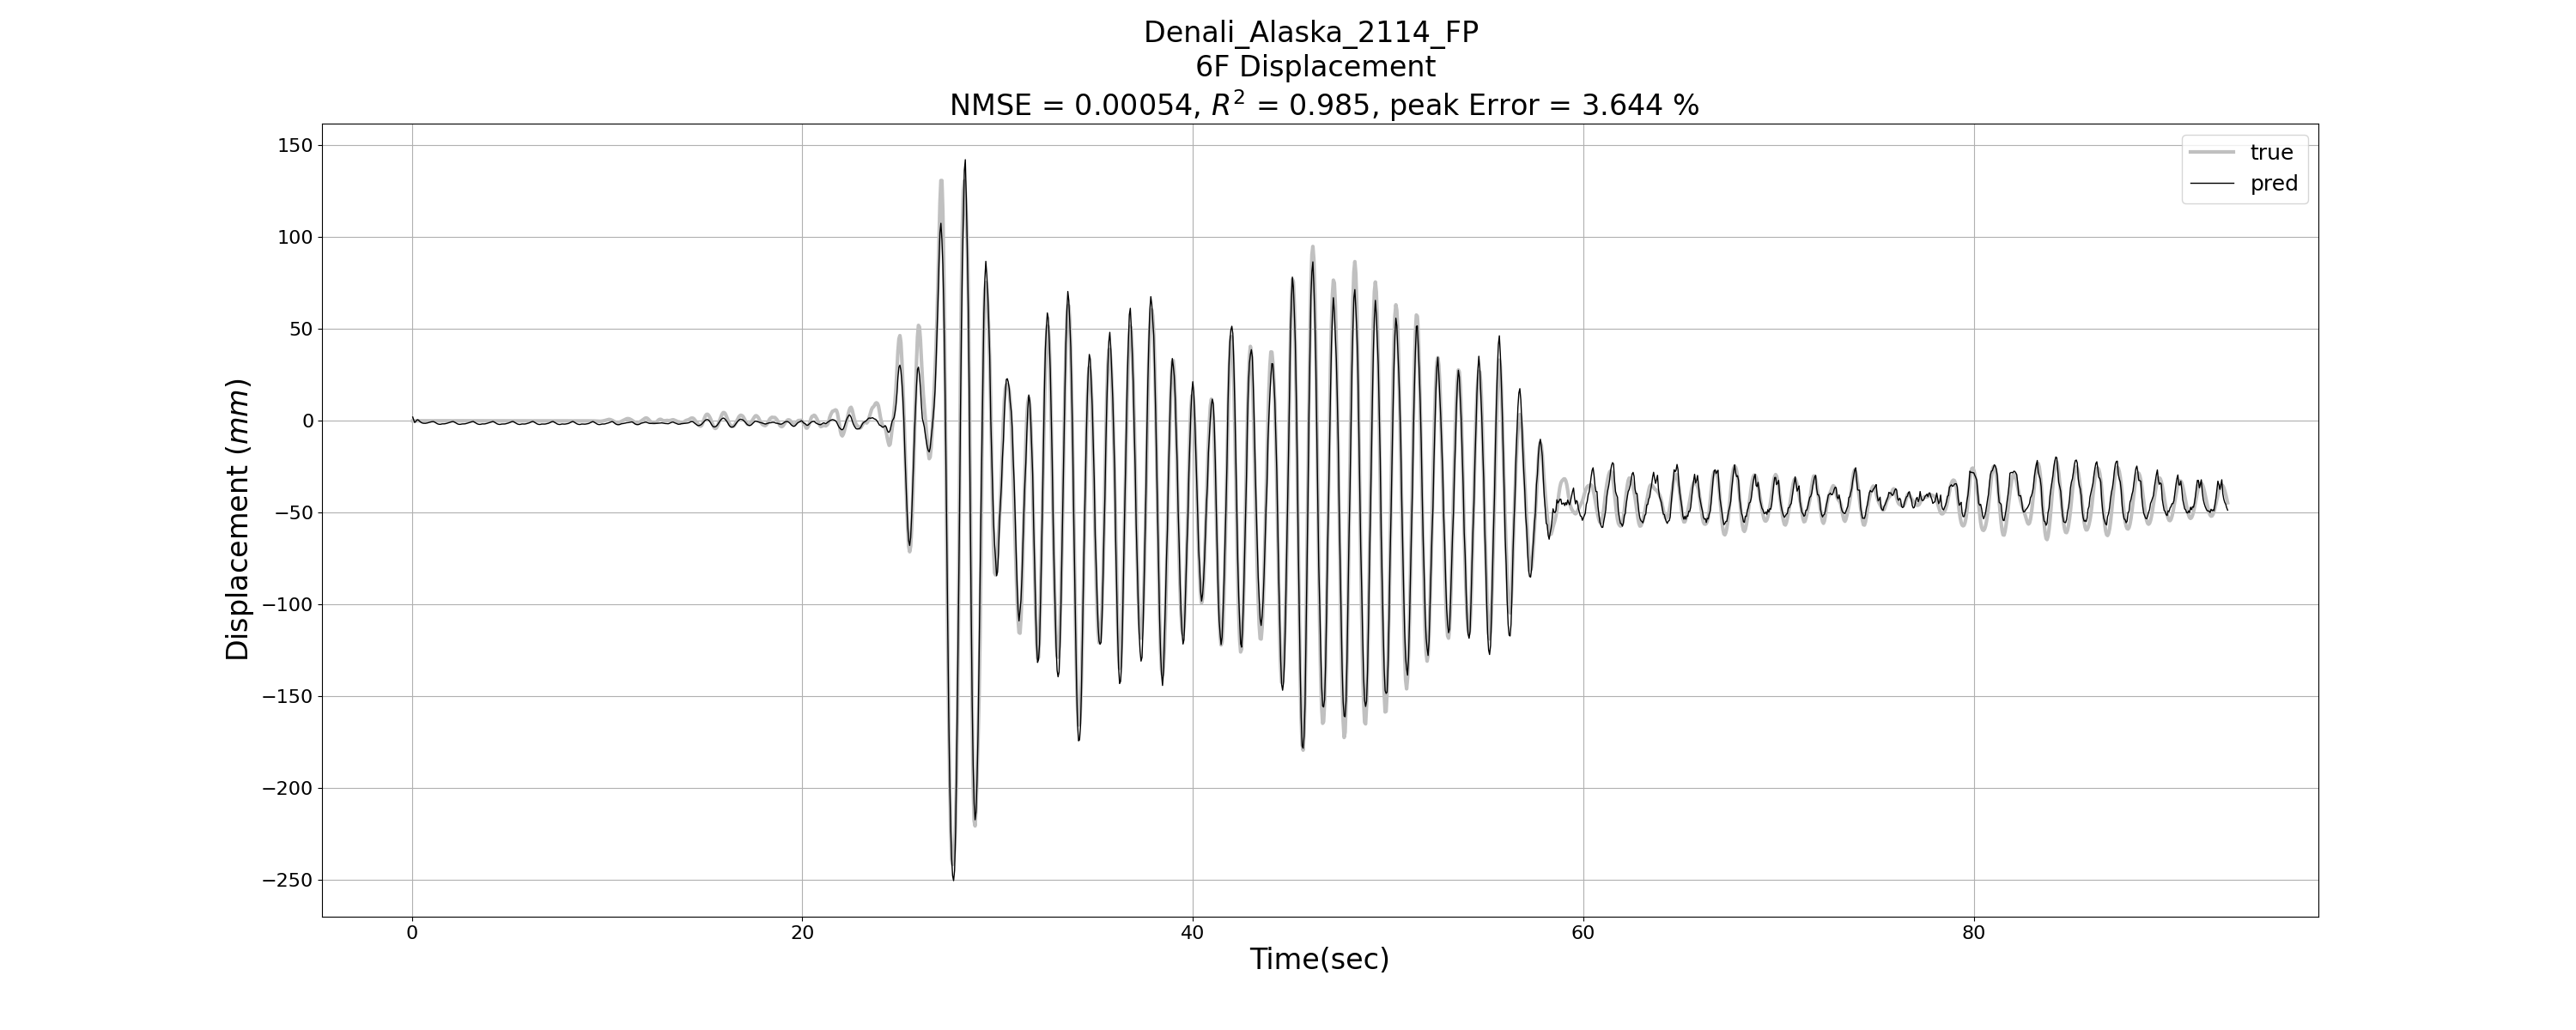 Denali_Alaska_2114_FP
6F Displacement
NMSE = 0.00054, R² = 0.985, peak Error = 3.644 %
true
pred
150
100
50
0
−50
−100
−150
−200
−250
Displacement (mm)
0 20 40 60 80
Time(sec)